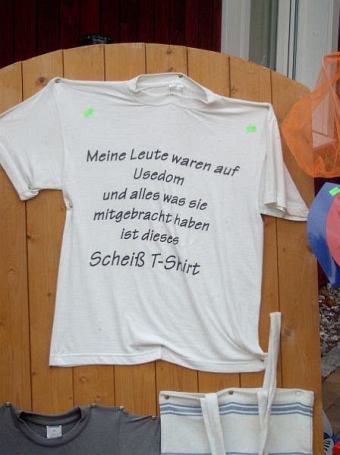 Meine Leute waren auf
Usedom
und alles was sie
mitgebracht haben
ist dieses
Scheiß T-Shirt